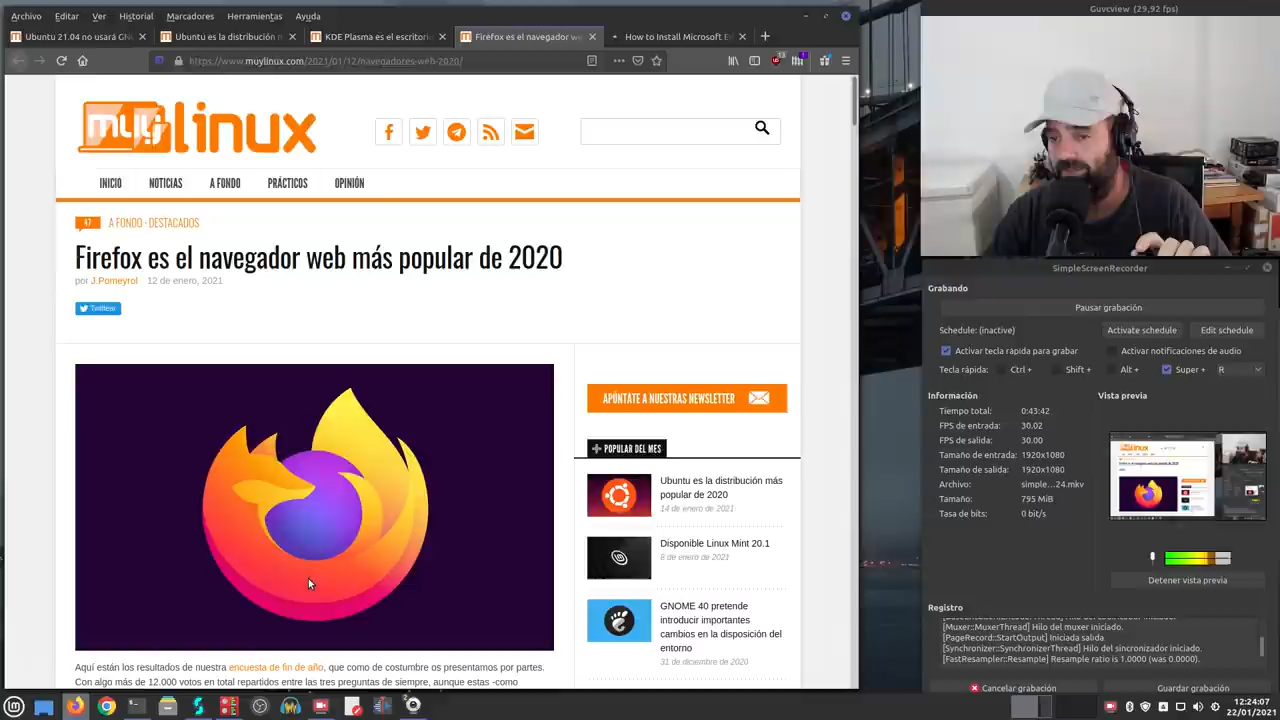 Archivo Editar Ver Historial Marcadores Herramientas Ayuda
Ubuntu 21.04 no usará GN
Ubuntu es la distribución n
KDE Plasma es el escritorio
Firefox es el navegador we
How to Install Microsoft Ed
https://www.muylinux.com/2021/01/12/navegadores-web-2020/
muylinux
INICIO NOTICIAS A FONDO PRÁCTICOS OPINIÓN
47 A FONDO · DESTACADOS
Firefox es el navegador web más popular de 2020
por J.Pomeyrol 12 de enero, 2021
Twittear
APÚNTATE A NUESTRAS NEWSLETTER
POPULAR DEL MES
Ubuntu es la distribución más
popular de 2020
14 de enero de 2021
Disponible Linux Mint 20.1
8 de enero de 2021
GNOME 40 pretende
introducir importantes
cambios en la disposición del
entorno
31 de diciembre de 2020
Aquí están los resultados de nuestra encuesta de fin de año, que como de costumbre os presentamos por partes.
Con algo más de 12.000 votos en total repartidos entre las tres preguntas de siempre, aunque estas -como
Guvcview (29,92 fps)
SimpleScreenRecorder
Grabando
Pausar grabación
Schedule: (inactive) Activate schedule Edit schedule
Activar tecla rápida para grabar Activar notificaciones de audio
Tecla rápida: Ctrl + Shift + Alt + Super + R
Información
Tiempo total: 0:43:42
FPS de entrada: 30.02
FPS de salida: 30.00
Tamaño de entrada: 1920x1080
Tamaño de salida: 1920x1080
Archivo: simple...24.mkv
Tamaño: 795 MiB
Tasa de bits: 0 bit/s
Vista previa
Detener vista previa
Registro
[Muxer::MuxerThread] Hilo del muxer iniciado.
[PageRecord::StartOutput] Iniciada salida
[Synchronizer::SynchronizerThread] Hilo del sincronizador iniciado.
[FastResampler::Resample] Resample ratio is 1.0000 (was 0.0000).
Cancelar grabación Guardar grabación
12:24:07
22/01/2021